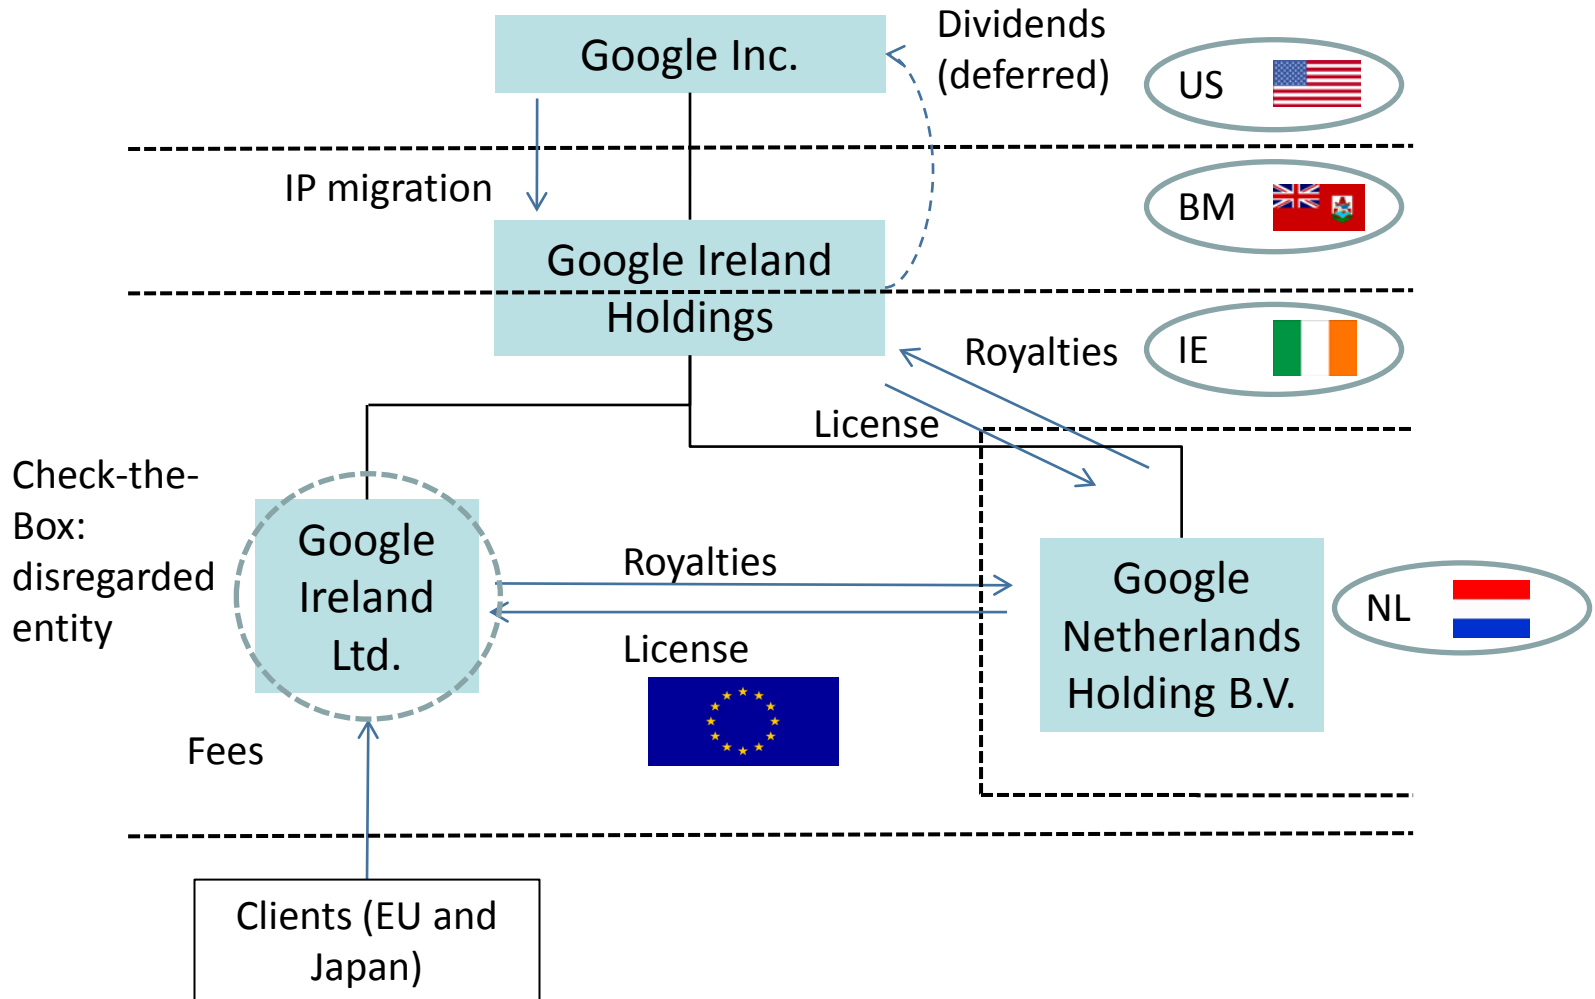 Google Inc.
Dividends
(deferred)
US
IP migration
BM
Google Ireland
Holdings
Royalties
IE
License
Check-the-
Box:
disregarded
entity
Google
Ireland
Ltd.
Royalties
License
Google
Netherlands
Holding B.V.
NL
Fees
Clients (EU and
Japan)